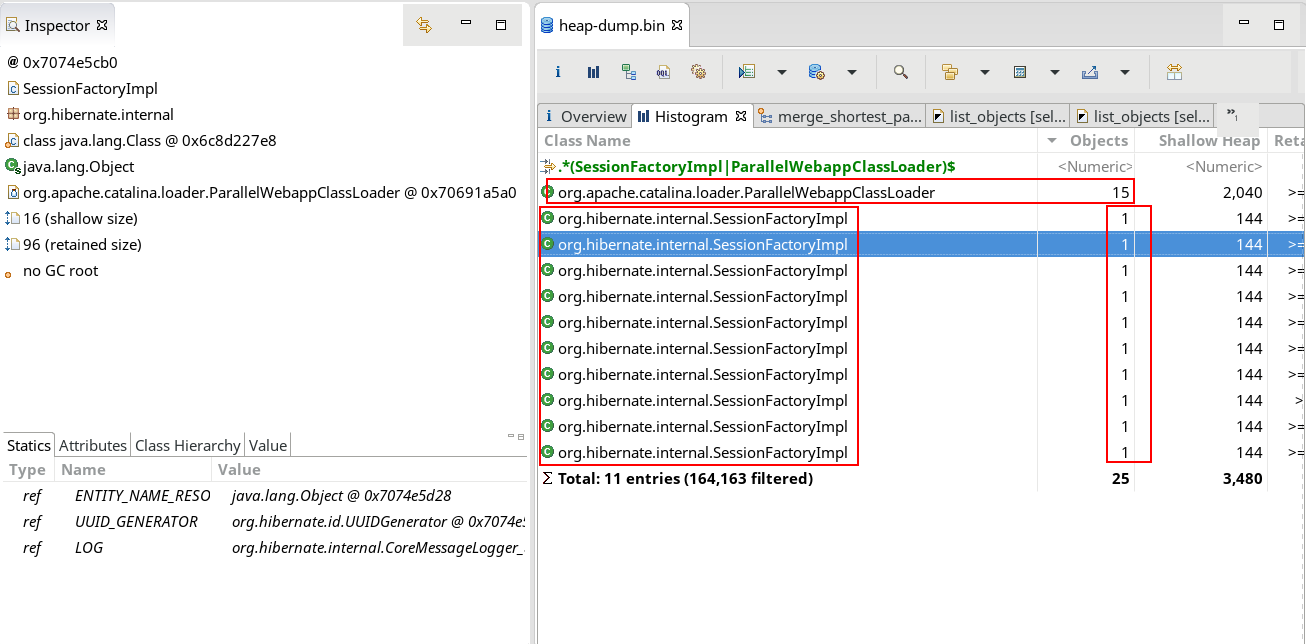 Inspector
@ 0x7074e5cb0
SessionFactoryImpl
org.hibernate.internal
class java.lang.Class @ 0x6c8d227e8
java.lang.Object
org.apache.catalina.loader.ParallelWebappClassLoader @ 0x70691a5a0
16 (shallow size)
96 (retained size)
no GC root
Statics Attributes Class Hierarchy Value
Type Name Value
ref ENTITY_NAME_RESO java.lang.Object @ 0x7074e5d28
ref UUID_GENERATOR org.hibernate.id.UUIDGenerator @ 0x7074e5
ref LOG org.hibernate.internal.CoreMessageLogger_
heap-dump.bin
i OQL
i Overview Histogram merge_shortest_pa... list_objects [sel... list_objects [sel... »1
Class Name Objects Shallow Heap Reta
.*(SessionFactoryImpl|ParallelWebappClassLoader)$ <Numeric> <Numeric>
org.apache.catalina.loader.ParallelWebappClassLoader 15 2,040 >=
org.hibernate.internal.SessionFactoryImpl 1 144 >=
org.hibernate.internal.SessionFactoryImpl 1 144 >=
org.hibernate.internal.SessionFactoryImpl 1 144 >=
org.hibernate.internal.SessionFactoryImpl 1 144 >=
org.hibernate.internal.SessionFactoryImpl 1 144 >=
org.hibernate.internal.SessionFactoryImpl 1 144 >=
org.hibernate.internal.SessionFactoryImpl 1 144 >=
org.hibernate.internal.SessionFactoryImpl 1 144 >
org.hibernate.internal.SessionFactoryImpl 1 144 >=
org.hibernate.internal.SessionFactoryImpl 1 144 >=
Σ Total: 11 entries (164,163 filtered) 25 3,480